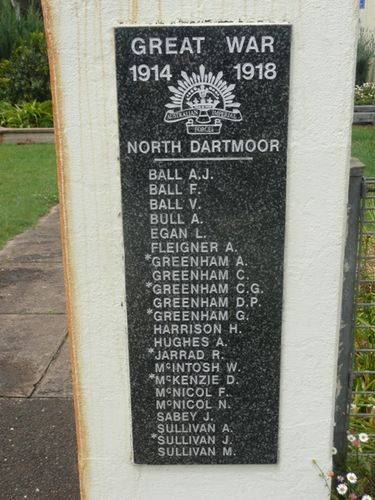 GREAT WAR
1914 1918
AUSTRALIAN IMPERIAL
FORCES
NORTH DARTMOOR
BALL A.J.
BALL F.
BALL V.
BULL A.
EGAN L.
FLEIGNER A.
*GREENHAM A.
GREENHAM C.
*GREENHAM C.G.
GREENHAM D.P.
*GREENHAM G.
HARRISON H.
HUGHES A.
*JARRAD R.
McINTOSH W.
*McKENZIE D.
McNICOL F.
McNICOL N.
SABEY J.
SULLIVAN A.
*SULLIVAN J.
SULLIVAN M.